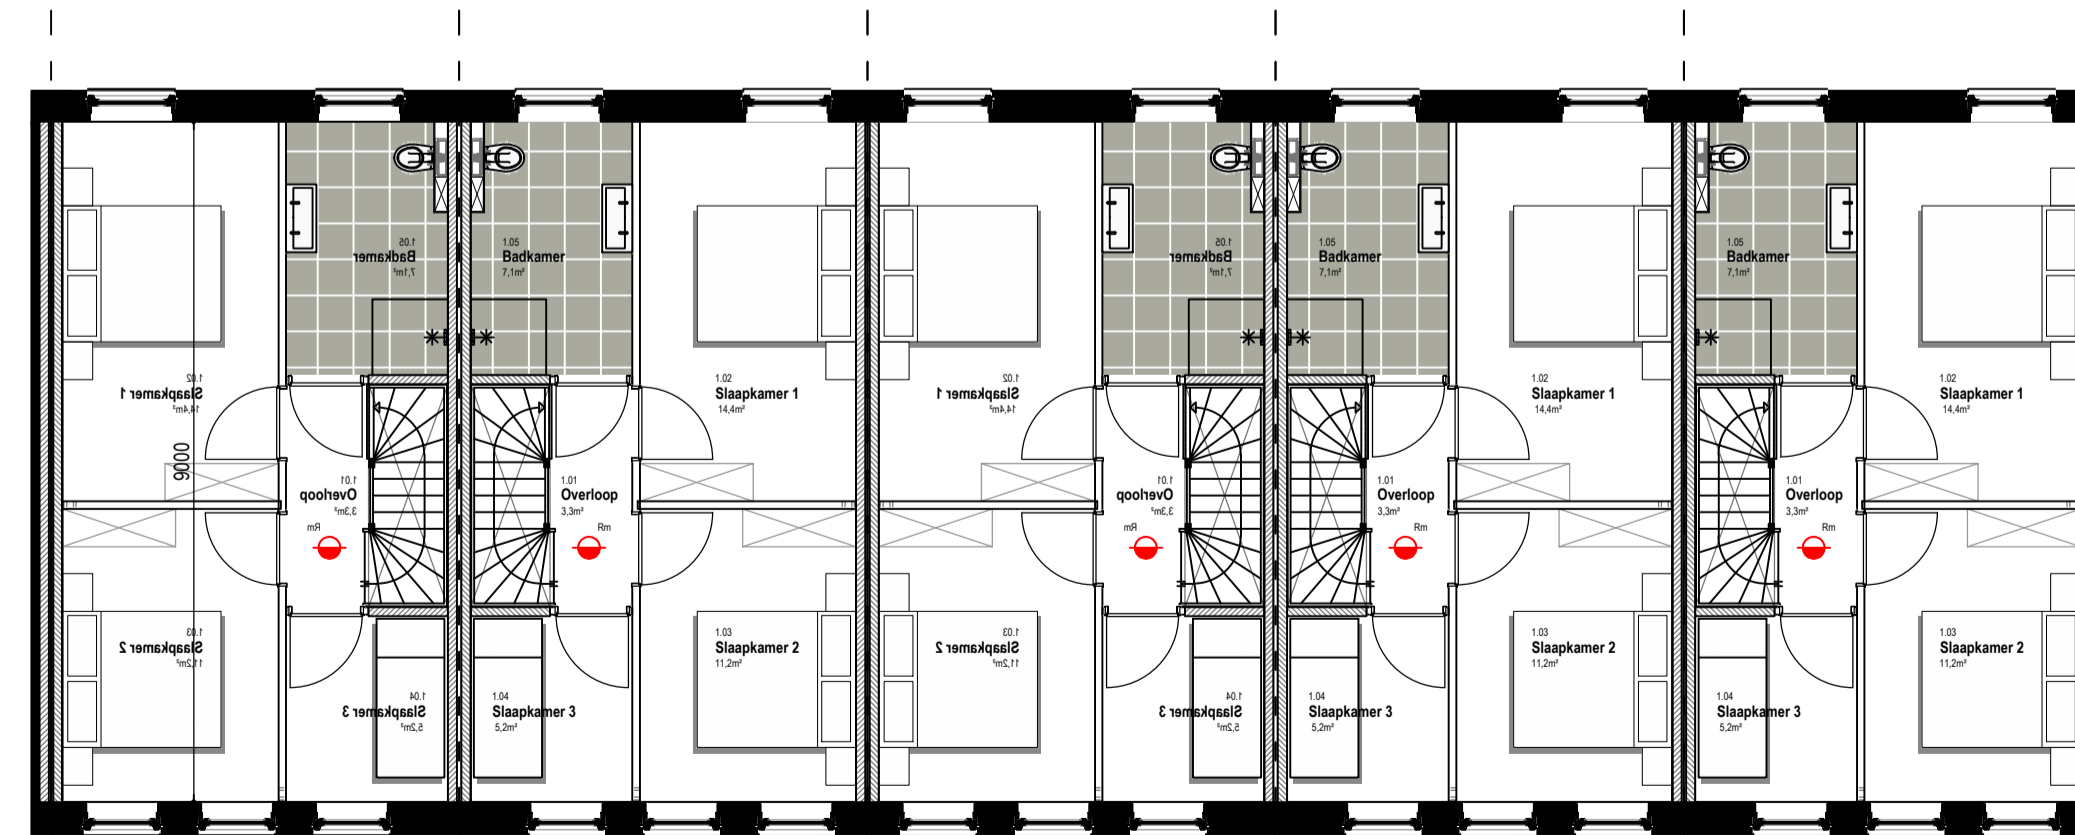 1.05
Badkamer
7,1m²
1.05
Badkamer
7,1m²
1.05
Badkamer
7,1m²
1.05
Badkamer
7,1m²
1.05
Badkamer
7,1m²
1.02
Slaapkamer 1
14,4m²
1.02
Slaapkamer 1
14,4m²
1.02
Slaapkamer 1
14,4m²
1.02
Slaapkamer 1
14,4m²
1.02
Slaapkamer 1
14,4m²
9000
1.01
Overloop
3,3m²
Rm
1.01
Overloop
3,3m²
Rm
1.01
Overloop
3,3m²
Rm
1.01
Overloop
3,3m²
Rm
1.01
Overloop
3,3m²
Rm
1.03
Slaapkamer 2
11,2m²
1.03
Slaapkamer 2
11,2m²
1.03
Slaapkamer 2
11,2m²
1.03
Slaapkamer 2
11,2m²
1.03
Slaapkamer 2
11,2m²
1.04
Slaapkamer 3
5,2m²
1.04
Slaapkamer 3
5,2m²
1.04
Slaapkamer 3
5,2m²
1.04
Slaapkamer 3
5,2m²
1.04
Slaapkamer 3
5,2m²